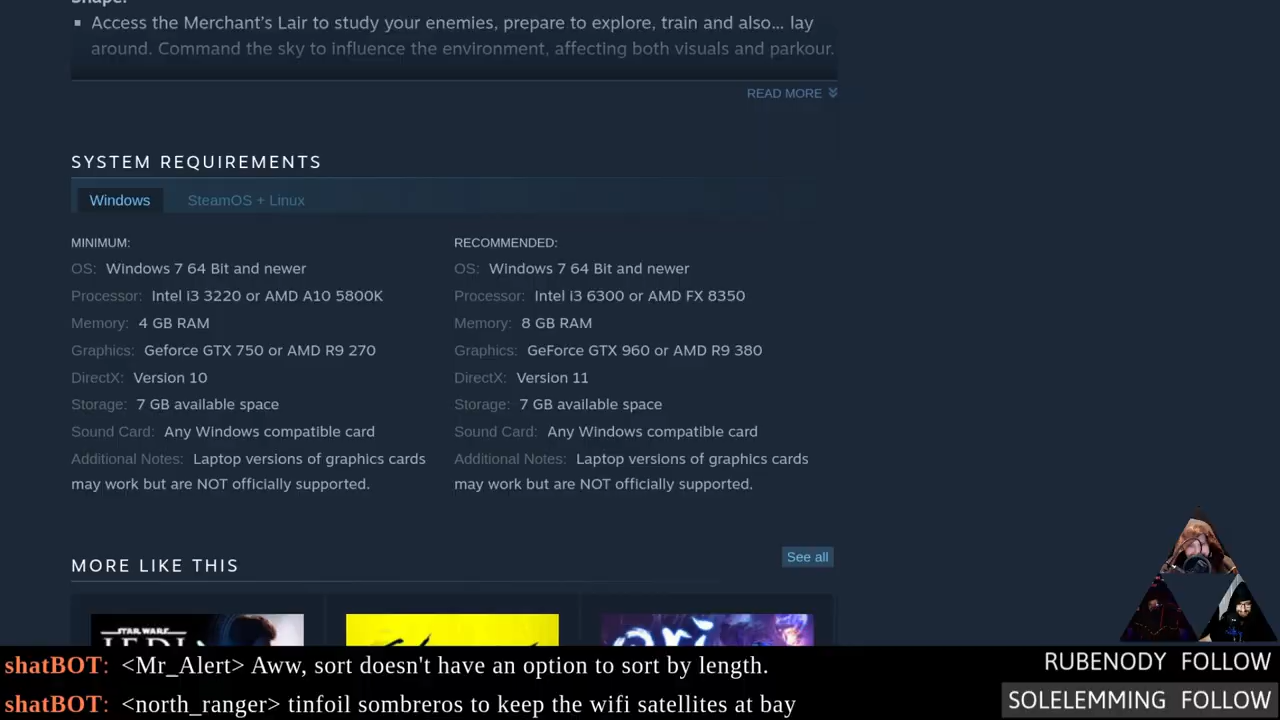 Access the Merchant's Lair to study your enemies, prepare to explore, train and also... lay
around. Command the sky to influence the environment, affecting both visuals and parkour.
READ MORE
SYSTEM REQUIREMENTS
Windows
SteamOS + Linux
MINIMUM:
OS: Windows 7 64 Bit and newer
Processor: Intel i3 3220 or AMD A10 5800K
Memory: 4 GB RAM
Graphics: Geforce GTX 750 or AMD R9 270
DirectX: Version 10
Storage: 7 GB available space
Sound Card: Any Windows compatible card
Additional Notes: Laptop versions of graphics cards
may work but are NOT officially supported.
RECOMMENDED:
OS: Windows 7 64 Bit and newer
Processor: Intel i3 6300 or AMD FX 8350
Memory: 8 GB RAM
Graphics: GeForce GTX 960 or AMD R9 380
DirectX: Version 11
Storage: 7 GB available space
Sound Card: Any Windows compatible card
Additional Notes: Laptop versions of graphics cards
may work but are NOT officially supported.
MORE LIKE THIS
See all
STAR WARS
JEDI
ori
shatBOT: <Mr_Alert> Aww, sort doesn't have an option to sort by length.
shatBOT: <north_ranger> tinfoil sombreros to keep the wifi satellites at bay
RUBENODY FOLLOW
SOLELEMMING FOLLOW